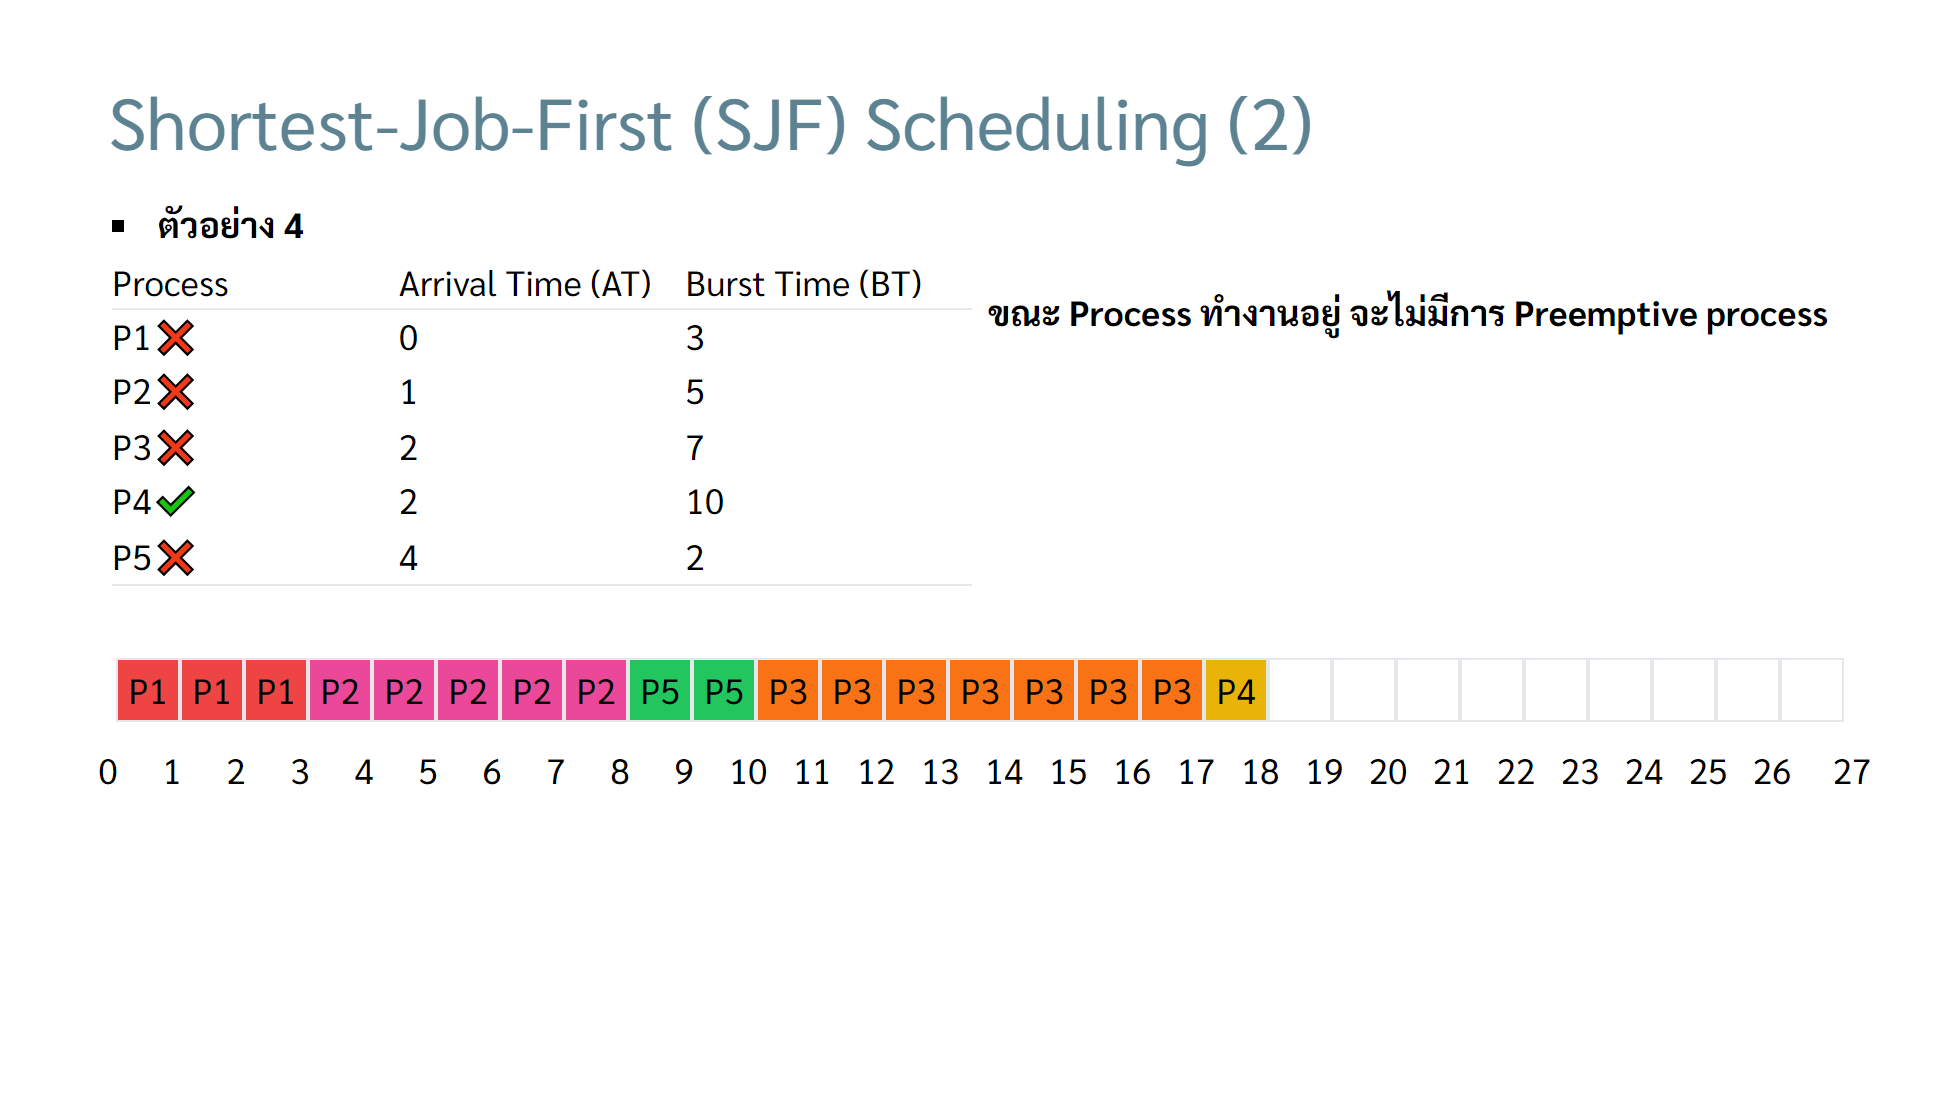 Shortest-Job-First (SJF) Scheduling (2)
ตัวอย่าง 4
Process Arrival Time (AT) Burst Time (BT)
ขณะ Process ทำงานอยู่ จะไม่มีการ Preemptive process
P1 0 3
P2 1 5
P3 2 7
P4 2 10
P5 4 2
P1 P1 P1 P2 P2 P2 P2 P2 P5 P5 P3 P3 P3 P3 P3 P3 P3 P4
0 1 2 3 4 5 6 7 8 9 10 11 12 13 14 15 16 17 18 19 20 21 22 23 24 25 26 27